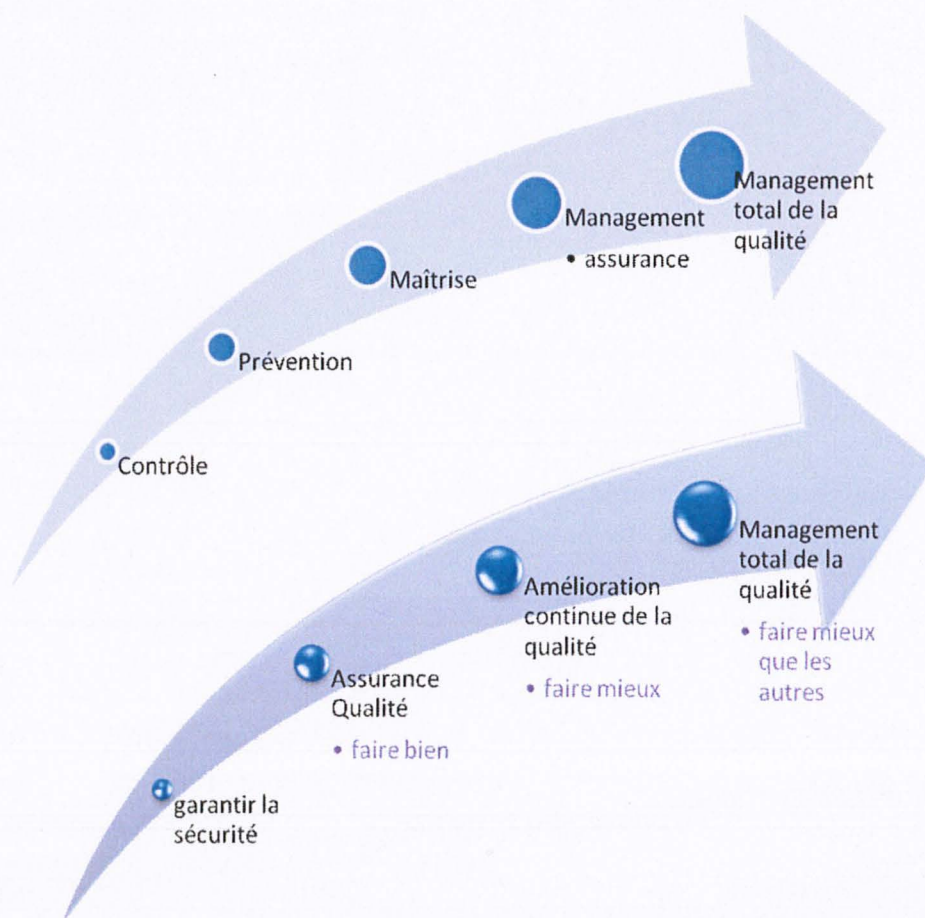 Contrôle
Prévention
Maîtrise
Management
• assurance
Management
total de la
qualité
garantir la
sécurité
Assurance
Qualité
• faire bien
Amélioration
continue de la
qualité
• faire mieux
Management
total de la
qualité
• faire mieux
que les
autres